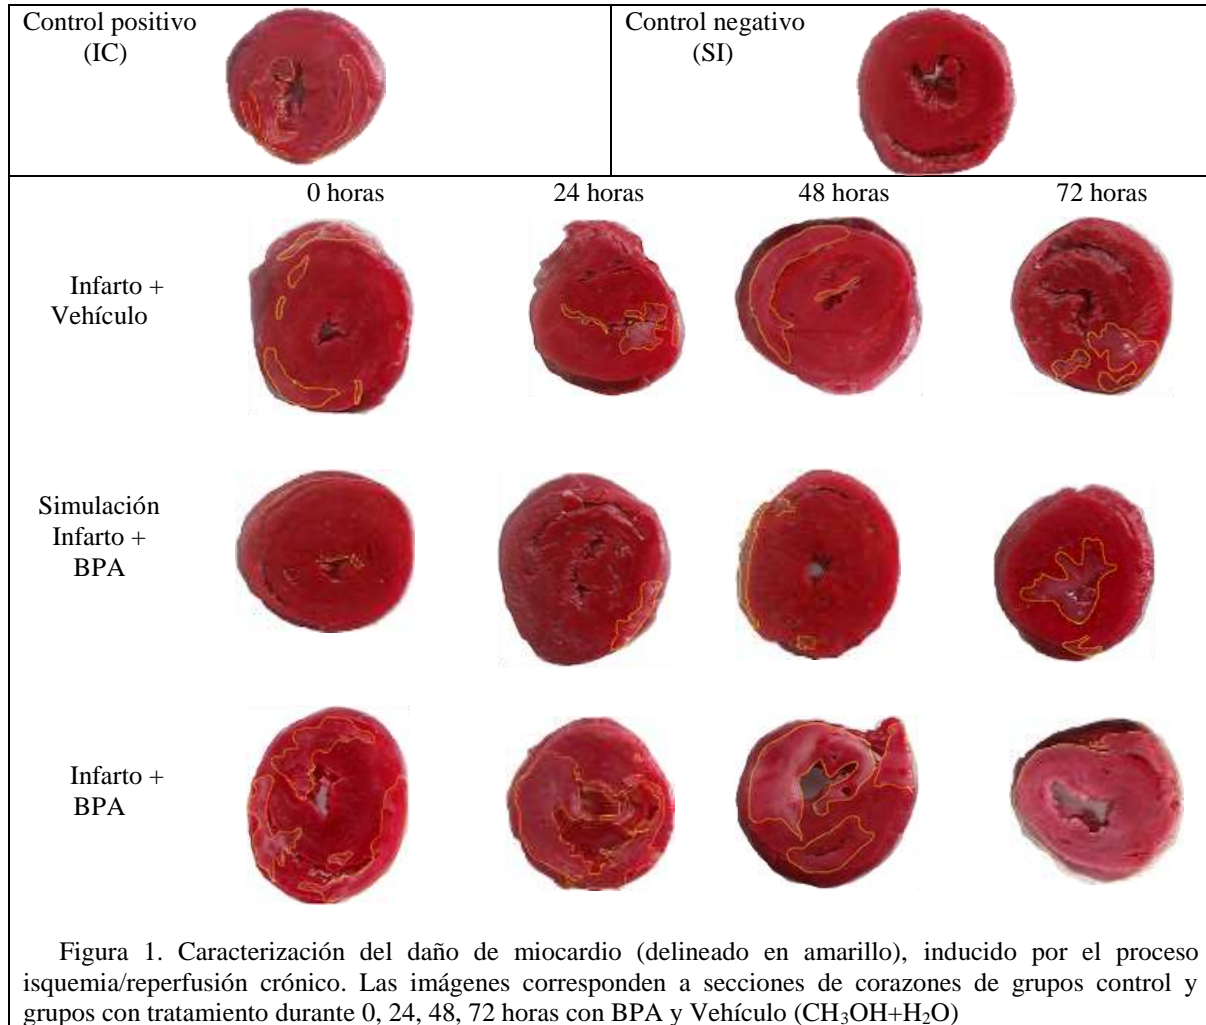 Control positivo
(IC)
Control negativo
(SI)
0 horas
24 horas
48 horas
72 horas
Infarto +
Vehículo
Simulación
Infarto +
BPA
Infarto +
BPA
Figura 1. Caracterización del daño de miocardio (delineado en amarillo), inducido por el proceso
isquemia/reperfusión crónico. Las imágenes corresponden a secciones de corazones de grupos control y
grupos con tratamiento durante 0, 24, 48, 72 horas con BPA y Vehículo (CH₃OH+H₂O)